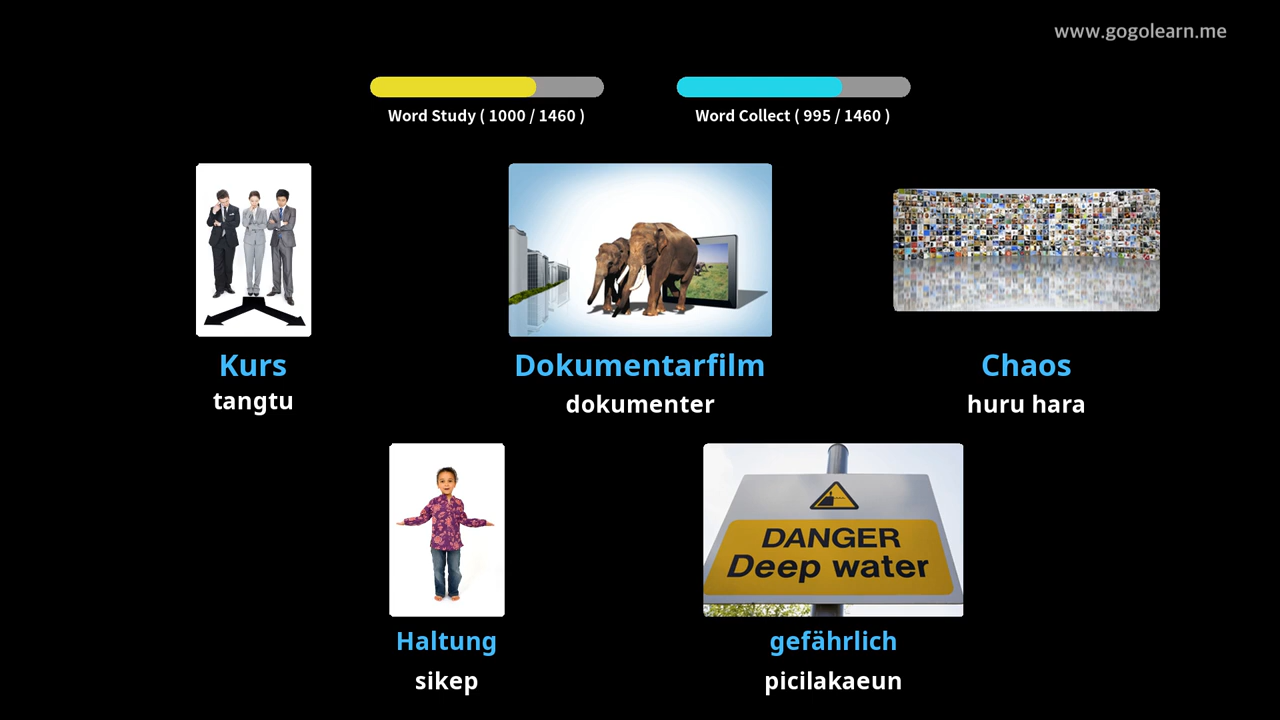 www.gogolearn.me
Word Study ( 1000 / 1460 )
Word Collect ( 995 / 1460 )
Kurs
tangtu
Dokumentarfilm
dokumenter
Chaos
huru hara
DANGER
Deep water
Haltung
sikep
gefährlich
picilakaeun